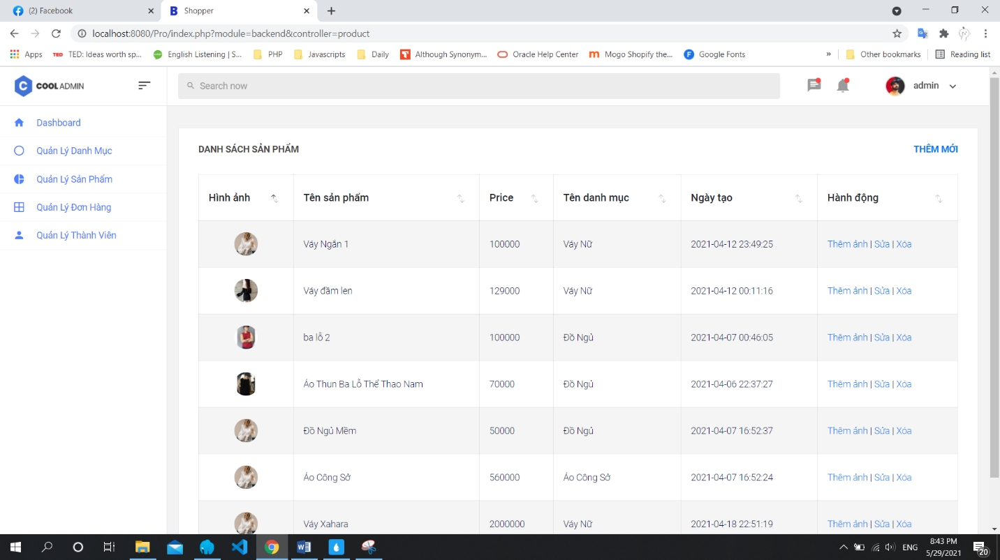 (2) Facebook
Shopper
localhost:8080/Pro/index.php?module=backend&controller=product
Apps TED TED: Ideas worth sp... English Listening | S... PHP Javascripts Daily Although Synonym... Oracle Help Center Mogo Shopify the... Google Fonts » Other bookmarks Reading list
COOL ADMIN
Search now
admin
Dashboard
Quản Lý Danh Mục
Quản Lý Sản Phẩm
Quản Lý Đơn Hàng
Quản Lý Thành Viên
DANH SÁCH SẢN PHẨM THÊM MỚI
Hình ảnh Tên sản phẩm Price Tên danh mục Ngày tạo Hành động
Váy Ngắn 1 100000 Váy Nữ 2021-04-12 23:49:25 Thêm ảnh | Sửa | Xóa
Váy đầm len 129000 Váy Nữ 2021-04-12 00:11:16 Thêm ảnh | Sửa | Xóa
ba lỗ 2 100000 Đồ Ngủ 2021-04-07 00:46:05 Thêm ảnh | Sửa | Xóa
Áo Thun Ba Lỗ Thể Thao Nam 70000 Đồ Ngủ 2021-04-06 22:37:27 Thêm ảnh | Sửa | Xóa
Đồ Ngủ Mềm 50000 Đồ Ngủ 2021-04-07 16:52:37 Thêm ảnh | Sửa | Xóa
Áo Công Sở 560000 Áo Công Sở 2021-04-07 16:52:24 Thêm ảnh | Sửa | Xóa
Váy Xahara 2000000 Váy Nữ 2021-04-18 22:51:19 Thêm ảnh | Sửa | Xóa
ENG
8:43 PM
5/29/2021
20